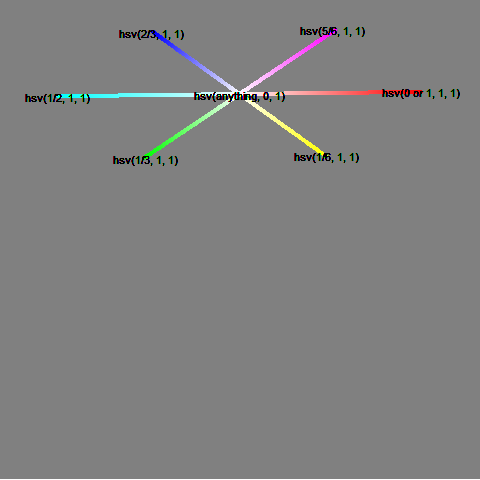 hsv(5/6, 1, 1)
hsv(2/3, 1, 1)
hsv(0 or 1, 1, 1)
hsv(anything, 0, 1)
hsv(1/2, 1, 1)
hsv(1/6, 1, 1)
hsv(1/3, 1, 1)